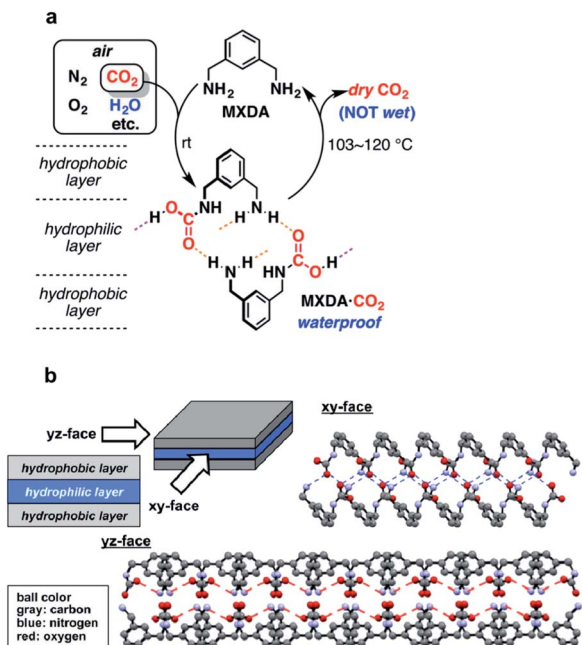 a
air
N2 CO2
O2 H2O
etc.
NH2 NH2
MXDA
dry CO2
(NOT wet)
rt
103~120 °C
hydrophobic
layer
hydrophilic
layer
hydrophobic
layer
H O C NH H N H O
O H N H HN C O H
MXDA·CO2
waterproof
b
yz-face
xy-face
xy-face
hydrophobic layer
hydrophilic layer
hydrophobic layer
yz-face
ball color
gray: carbon
blue: nitrogen
red: oxygen